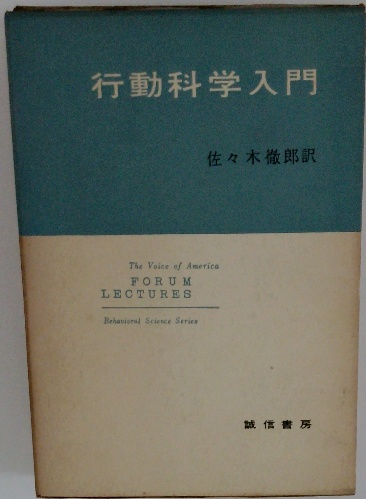 行動科学入門
佐々木徹郎訳
The Voice of America
FORUM
LECTURES
Behavioral Science Series
誠信書房